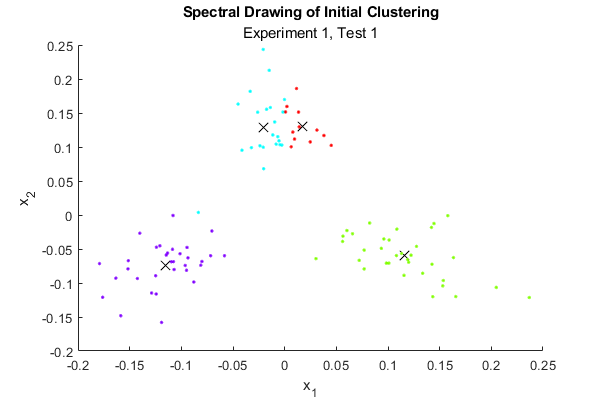 Spectral Drawing of Initial Clustering
Experiment 1, Test 1
0.25
0.2
0.15
0.1
0.05
0
-0.05
-0.1
-0.15
-0.2
x2
-0.2 -0.15 -0.1 -0.05 0 0.05 0.1 0.15 0.2 0.25
x1